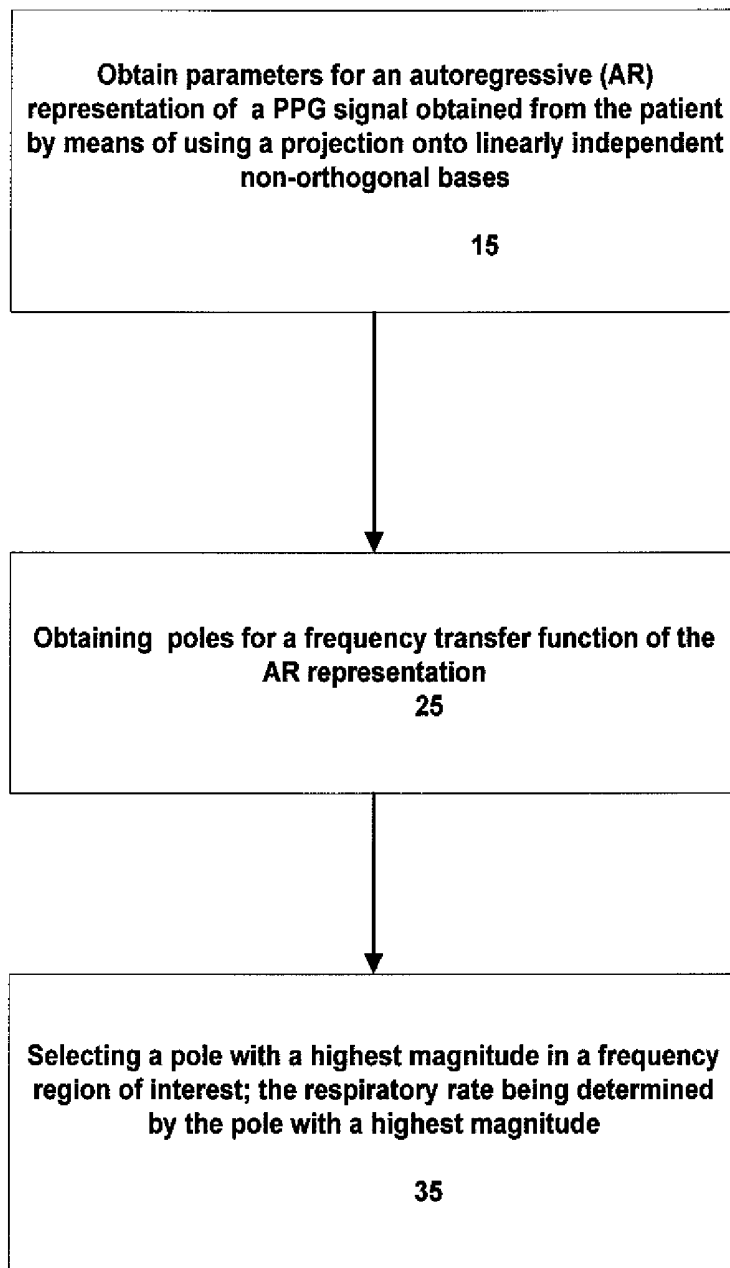 Obtain parameters for an autoregressive (AR)
representation of a PPG signal obtained from the patient
by means of using a projection onto linearly independent
non-orthogonal bases
15
Obtaining poles for a frequency transfer function of the
AR representation
25
Selecting a pole with a highest magnitude in a frequency
region of interest; the respiratory rate being determined
by the pole with a highest magnitude
35